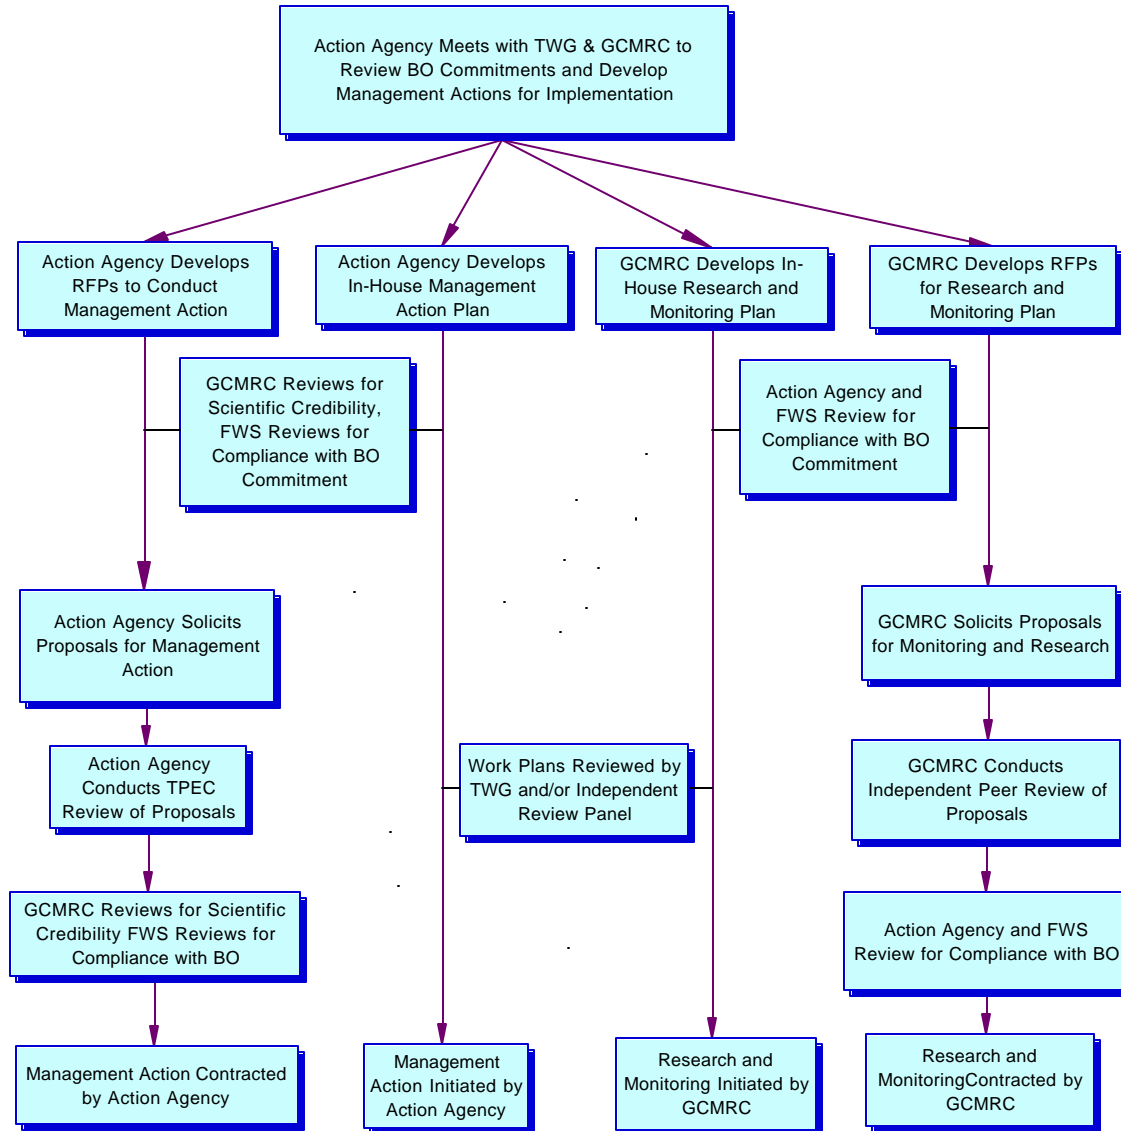 Action Agency Meets with TWG & GCMRC to
Review BO Commitments and Develop
Management Actions for Implementation
Action Agency Develops
RFPs to Conduct
Management Action
Action Agency Develops
In-House Management
Action Plan
GCMRC Develops In-
House Research and
Monitoring Plan
GCMRC Develops RFPs
for Research and
Monitoring Plan
GCMRC Reviews for
Scientific Credibility,
FWS Reviews for
Compliance with BO
Commitment
Action Agency and
FWS Review for
Compliance with BO
Commitment
Action Agency Solicits
Proposals for Management
Action
GCMRC Solicits Proposals
for Monitoring and Research
Action Agency
Conducts TPEC
Review of Proposals
Work Plans Reviewed by
TWG and/or Independent
Review Panel
GCMRC Conducts
Independent Peer Review of
Proposals
GCMRC Reviews for Scientific
Credibility FWS Reviews for
Compliance with BO
Action Agency and FWS
Review for Compliance with BO
Management Action Contracted
by Action Agency
Management
Action Initiated by
Action Agency
Research and
Monitoring Initiated by
GCMRC
Research and
MonitoringContracted by
GCMRC